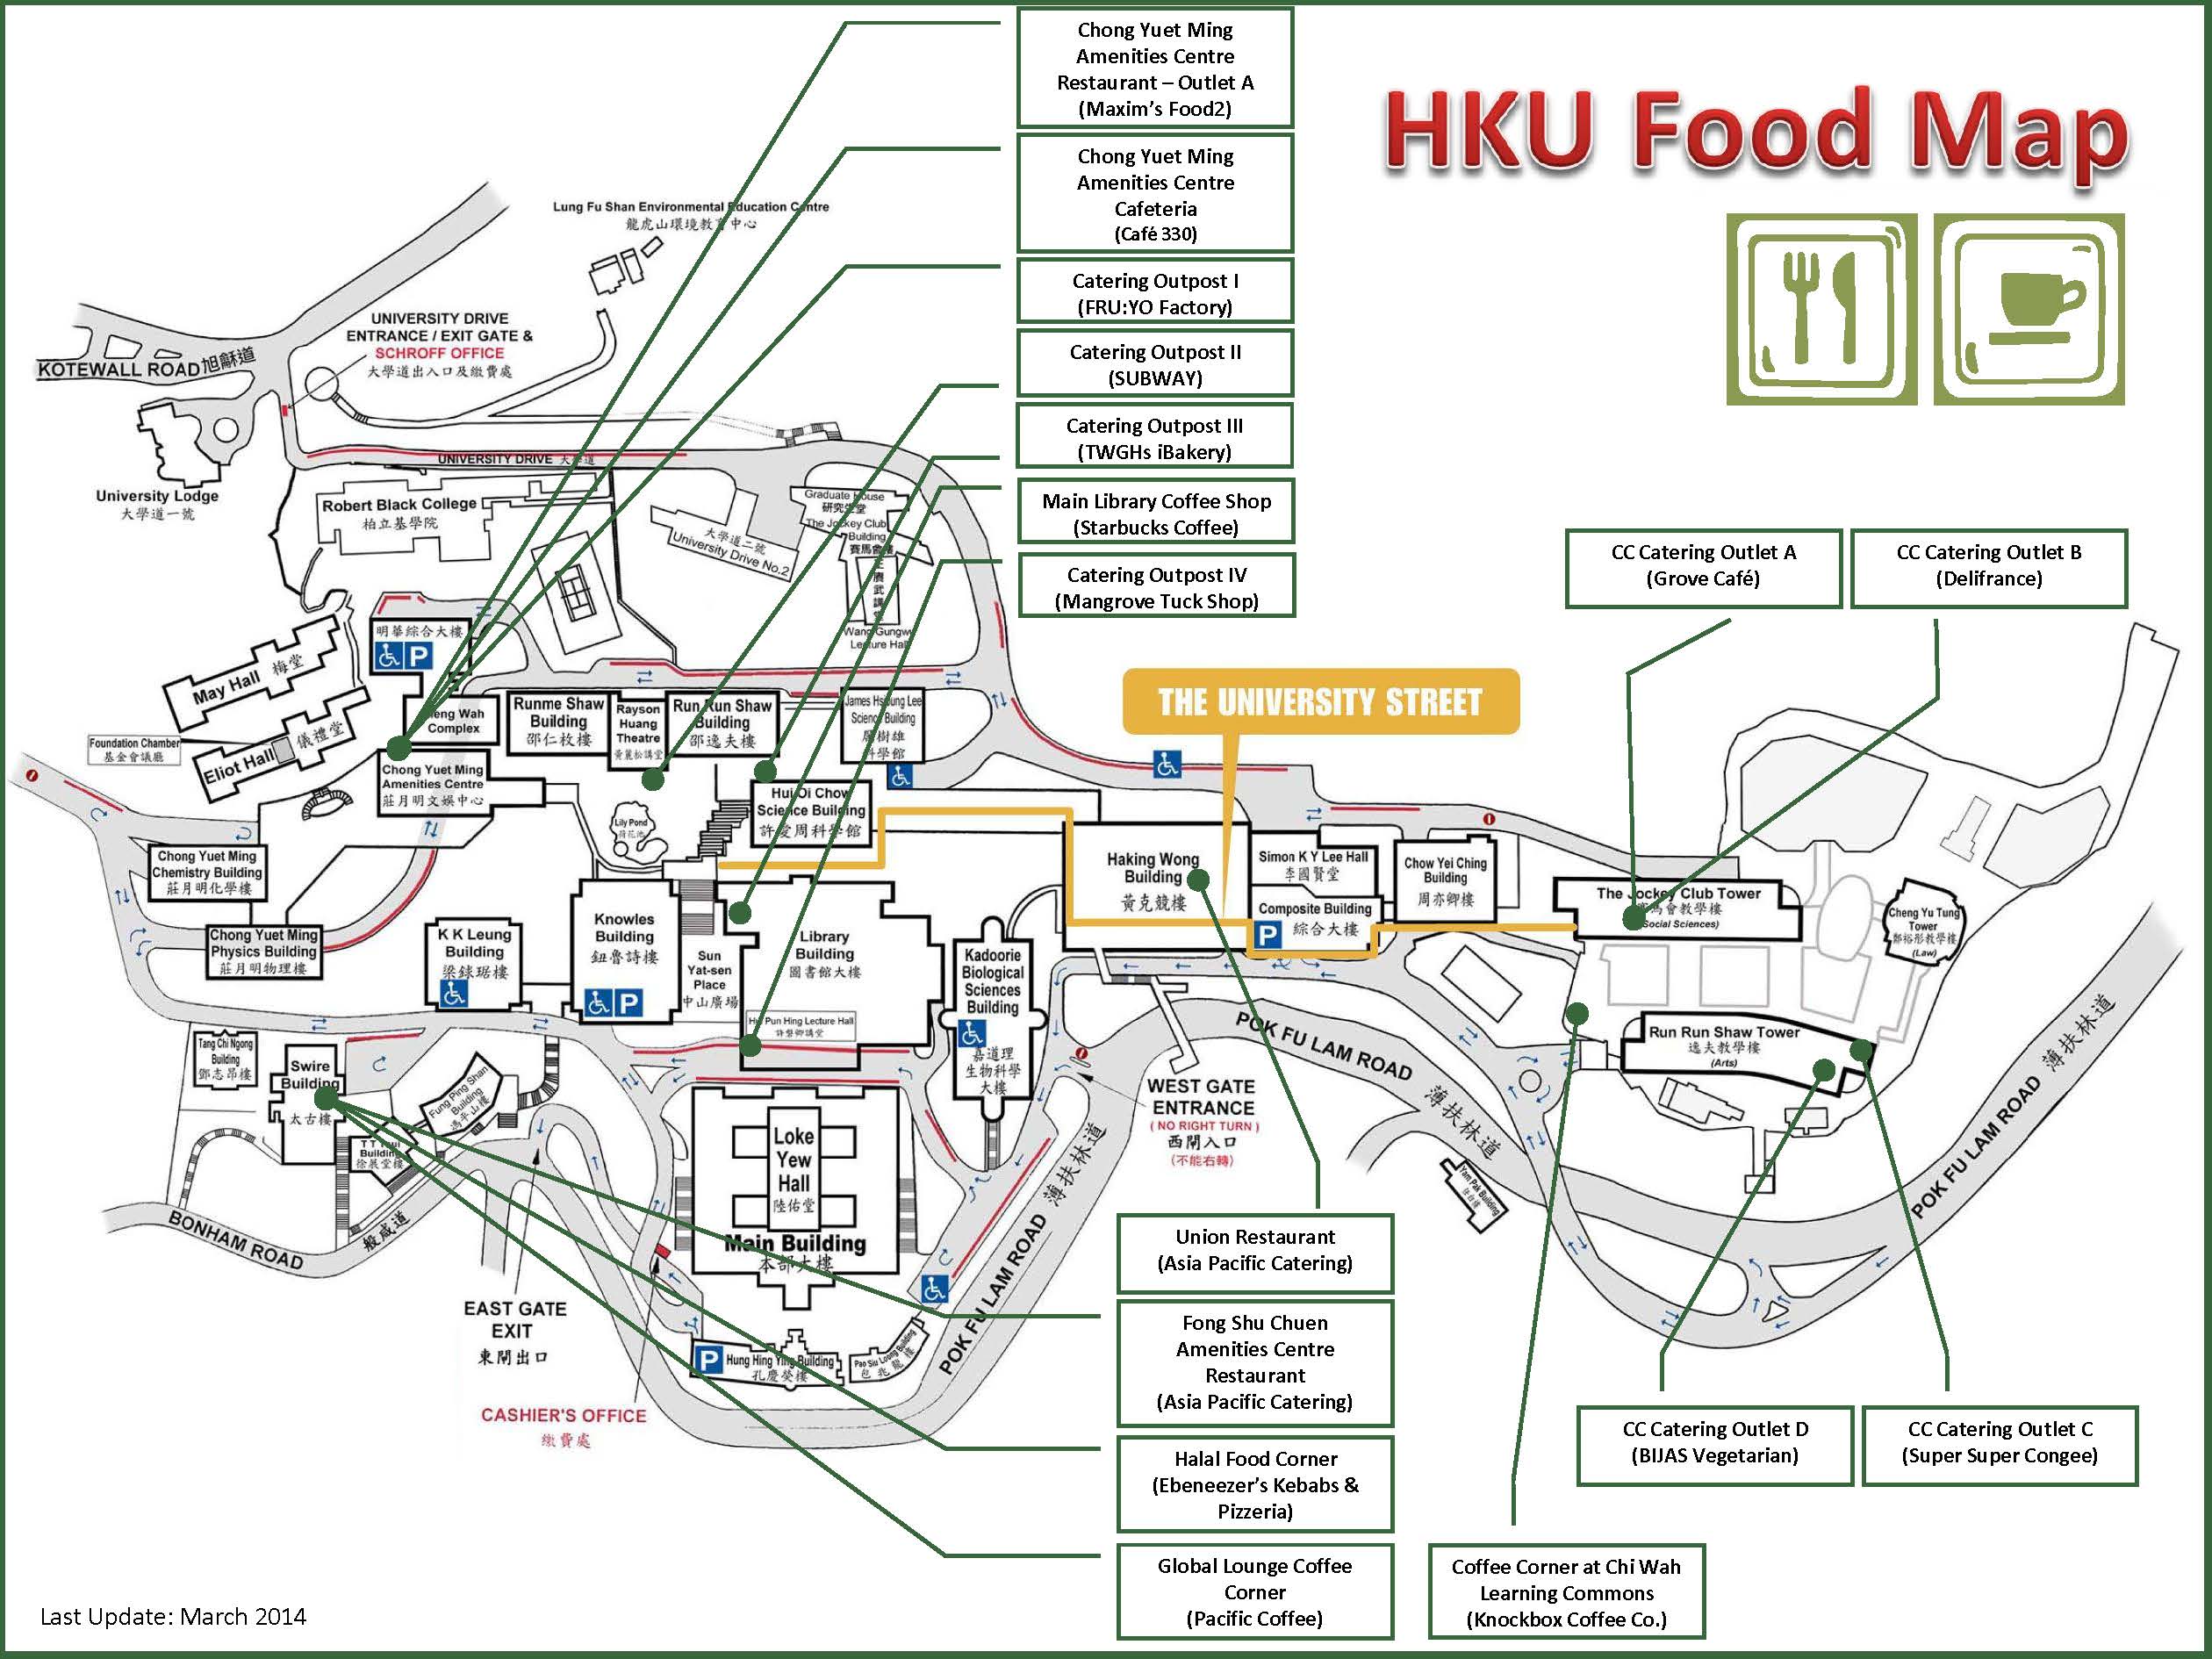 HKU Food Map
Chong Yuet Ming
Amenities Centre
Restaurant – Outlet A
(Maxim's Food2)
Chong Yuet Ming
Amenities Centre
Cafeteria
(Café 330)
Catering Outpost I
(FRU:YO Factory)
Catering Outpost II
(SUBWAY)
Catering Outpost III
(TWGHs iBakery)
Main Library Coffee Shop
(Starbucks Coffee)
Catering Outpost IV
(Mangrove Tuck Shop)
CC Catering Outlet A
(Grove Café)
CC Catering Outlet B
(Delifrance)
Lung Fu Shan Environmental Education Centre
龍虎山環境教育中心
UNIVERSITY DRIVE
ENTRANCE / EXIT GATE &
SCHROFF OFFICE
大學道出入口及繳費處
KOTEWALL ROAD 旭龢道
UNIVERSITY DRIVE 大學道
University Lodge
大學道一號
Robert Black College
柏立基學院
大學道二號
University Drive No.2
Graduate House
研究生堂
The Jockey Club
Building
賽馬會樓
王賡武講堂
Wang Gungwu
Lecture Hall
明華綜合大樓
P
May Hall 梅堂
Eliot Hall 儀禮堂
Foundation Chamber
基金會議廳
Meng Wah
Complex
Runme Shaw
Building
邵仁枚樓
Rayson
Huang
Theatre
黃麗松講堂
Run Run Shaw
Building
邵逸夫樓
James Hsioung Lee
Science Building
科學館
THE UNIVERSITY STREET
Chong Yuet Ming
Amenities Centre
莊月明文娛中心
Lily Pond
荷花池
Hui Oi Chow
Science Building
許愛周科學館
Chong Yuet Ming
Chemistry Building
莊月明化學樓
Chong Yuet Ming
Physics Building
莊月明物理樓
K K Leung
Building
梁銶琚樓
Knowles
Building
鈕魯詩樓
P
Sun
Yat-sen
Place
中山廣場
Library
Building
圖書館大樓
Hui Pun Hing Lecture Hall
許磐卿講堂
Kadoorie
Biological
Sciences
Building
嘉道理
生物科學
大樓
Haking Wong
Building
黃克競樓
Simon K Y Lee Hall
李國賢堂
Composite Building
P 綜合大樓
Chow Yei Ching
Building
周亦卿樓
The Jockey Club Tower
賽馬會教學樓
(Social Sciences)
Cheng Yu Tung
Tower
鄭裕彤教學樓
(Law)
Run Run Shaw Tower
逸夫教學樓
(Arts)
Tang Chi Ngong
Building
鄧志昂樓
Swire
Building
太古樓
Fung Ping Shan
Building
馮平山樓
T T Tsui
Building
徐展堂樓
Loke
Yew
Hall
陸佑堂
Main Building
本部大樓
WEST GATE
ENTRANCE
( NO RIGHT TURN )
西閘入口
(不能右轉)
POK FU LAM ROAD 薄扶林道
POK FU LAM ROAD 薄扶林道
POK FU LAM ROAD 薄扶林道
Yam Pak Building
BONHAM ROAD 般咸道
EAST GATE
EXIT
東閘出口
CASHIER'S OFFICE
繳費處
P Hung Hing Ying Building
孔慶熒樓
Pao Siu Loong Building
包兆龍樓
Union Restaurant
(Asia Pacific Catering)
Fong Shu Chuen
Amenities Centre
Restaurant
(Asia Pacific Catering)
Halal Food Corner
(Ebeneezer's Kebabs &
Pizzeria)
Global Lounge Coffee
Corner
(Pacific Coffee)
Coffee Corner at Chi Wah
Learning Commons
(Knockbox Coffee Co.)
CC Catering Outlet D
(BIJAS Vegetarian)
CC Catering Outlet C
(Super Super Congee)
Last Update: March 2014